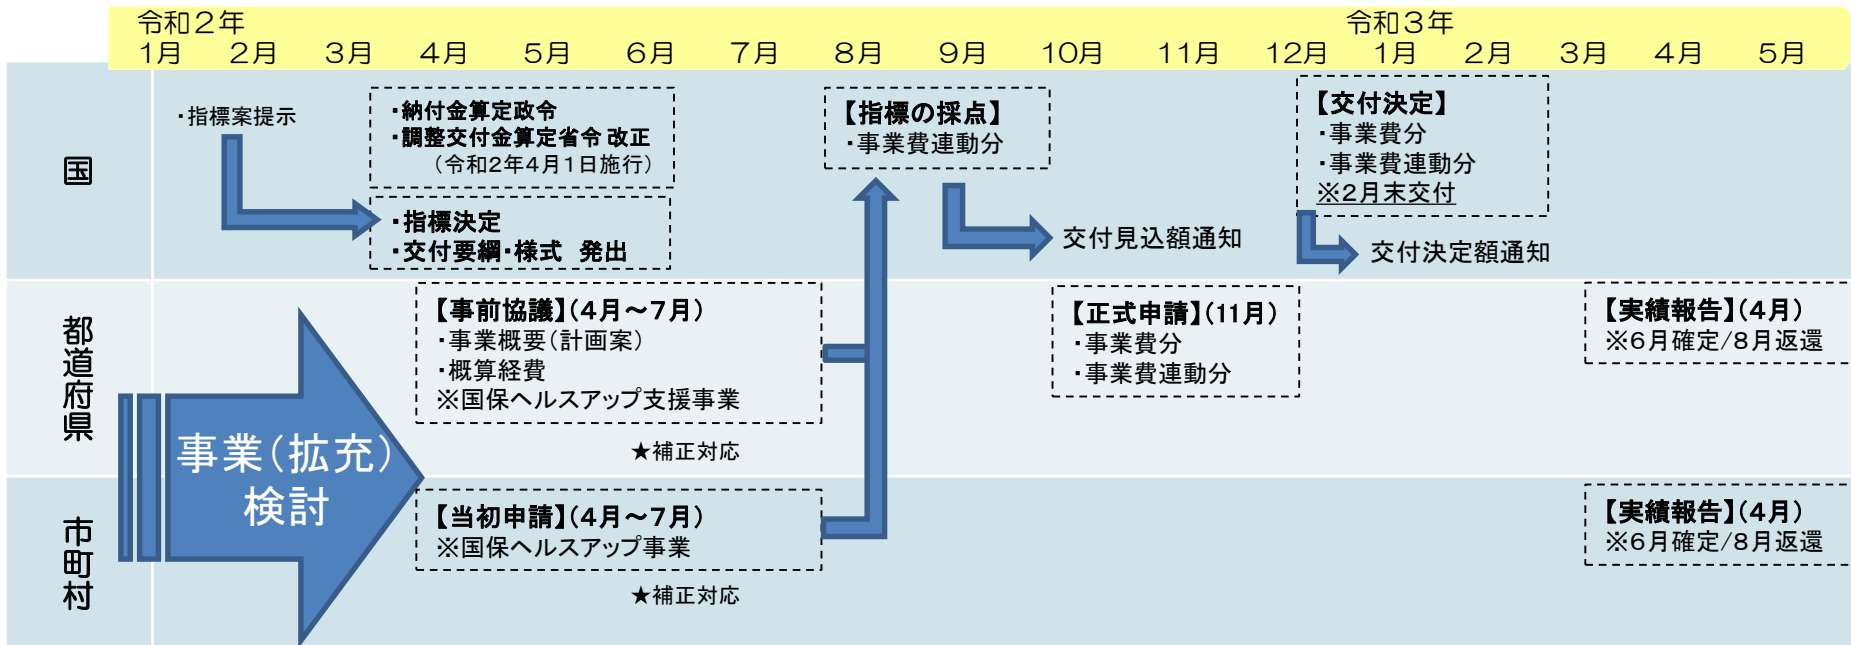 令和2年
令和3年
1月 2月 3月 4月 5月 6月 7月 8月 9月 10月 11月 12月 1月 2月 3月 4月 5月
国
・指標案提示
・納付金算定政令
・調整交付金算定省令 改正
(令和2年4月1日施行)
・指標決定
・交付要綱・様式 発出
【指標の採点】
・事業費連動分
交付見込額通知
【交付決定】
・事業費分
・事業費連動分
※2月末交付
交付決定額通知
都道府県
【事前協議】(4月~7月)
・事業概要(計画案)
・概算経費
※国保ヘルスアップ支援事業
★補正対応
【正式申請】(11月)
・事業費分
・事業費連動分
【実績報告】(4月)
※6月確定/8月返還
事業(拡充)
検討
市町村
【当初申請】(4月~7月)
※国保ヘルスアップ事業
★補正対応
【実績報告】(4月)
※6月確定/8月返還